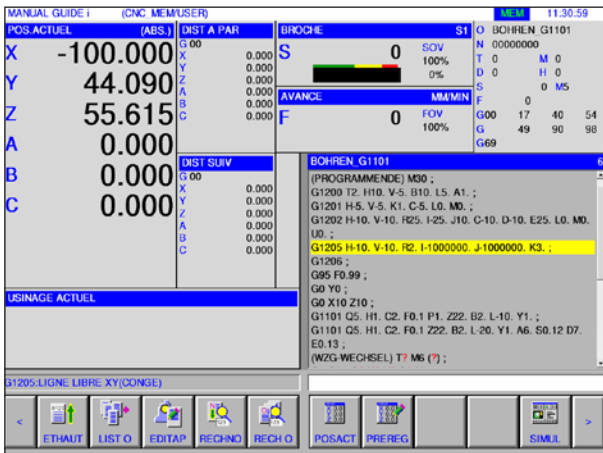 MANUAL GUIDE i (CNC_MEM/USER) MEM 11:30:59
POS.ACTUEL (ABS.)
X -100.000
Y 44.090
Z 55.615
A 0.000
B 0.000
C 0.000
DIST A PAR
G 00
X 0.000
Y 0.000
Z 0.000
A 0.000
B 0.000
C 0.000
DIST SUIV
G 00
X 0.000
Y 0.000
Z 0.000
A 0.000
B 0.000
C 0.000
BROCHE S1
S 0 SOV
100%
0%
AVANCE MM/MIN
F 0 FOV
100%
O BOHREN_G1101
N 00000000
T 0 M 0
D 0 H 0
S 0 M5
F 0
G00 17 40 54
G 49 90 98
G69
USINAGE ACTUEL
BOHREN_G1101 6
(PROGRAMMENDE) M30 ;
G1200 T2. H10. V-5. B10. L5. A1. ;
G1201 H-5. V-5. K1. C-5. L0. M0. ;
G1202 H-10. V-10. R25. I-25. J10. C-10. D-10. E25. L0. M0.
U0. ;
G1205 H-10. V-10. R2. I-1000000. J-1000000. K3. ;
G1206 ;
G95 F0.99 ;
G0 Y0 ;
G0 X10 Z10 ;
G1101 Q5. H1. C2. F0.1 P1. Z22. B2. L-10. Y1. ;
G1101 Q5. H1. C2. F0.1 Z22. B2. L-20. Y1. A6. S0.12 D7.
E0.13 ;
(WZG-WECHSEL) T? M6 (?) ;
G1205:LIGNE LIBRE XY(CONGE)
< ETHAUT LIST O EDITAP RECHNO RECH O POSACT PREREG SIMUL >